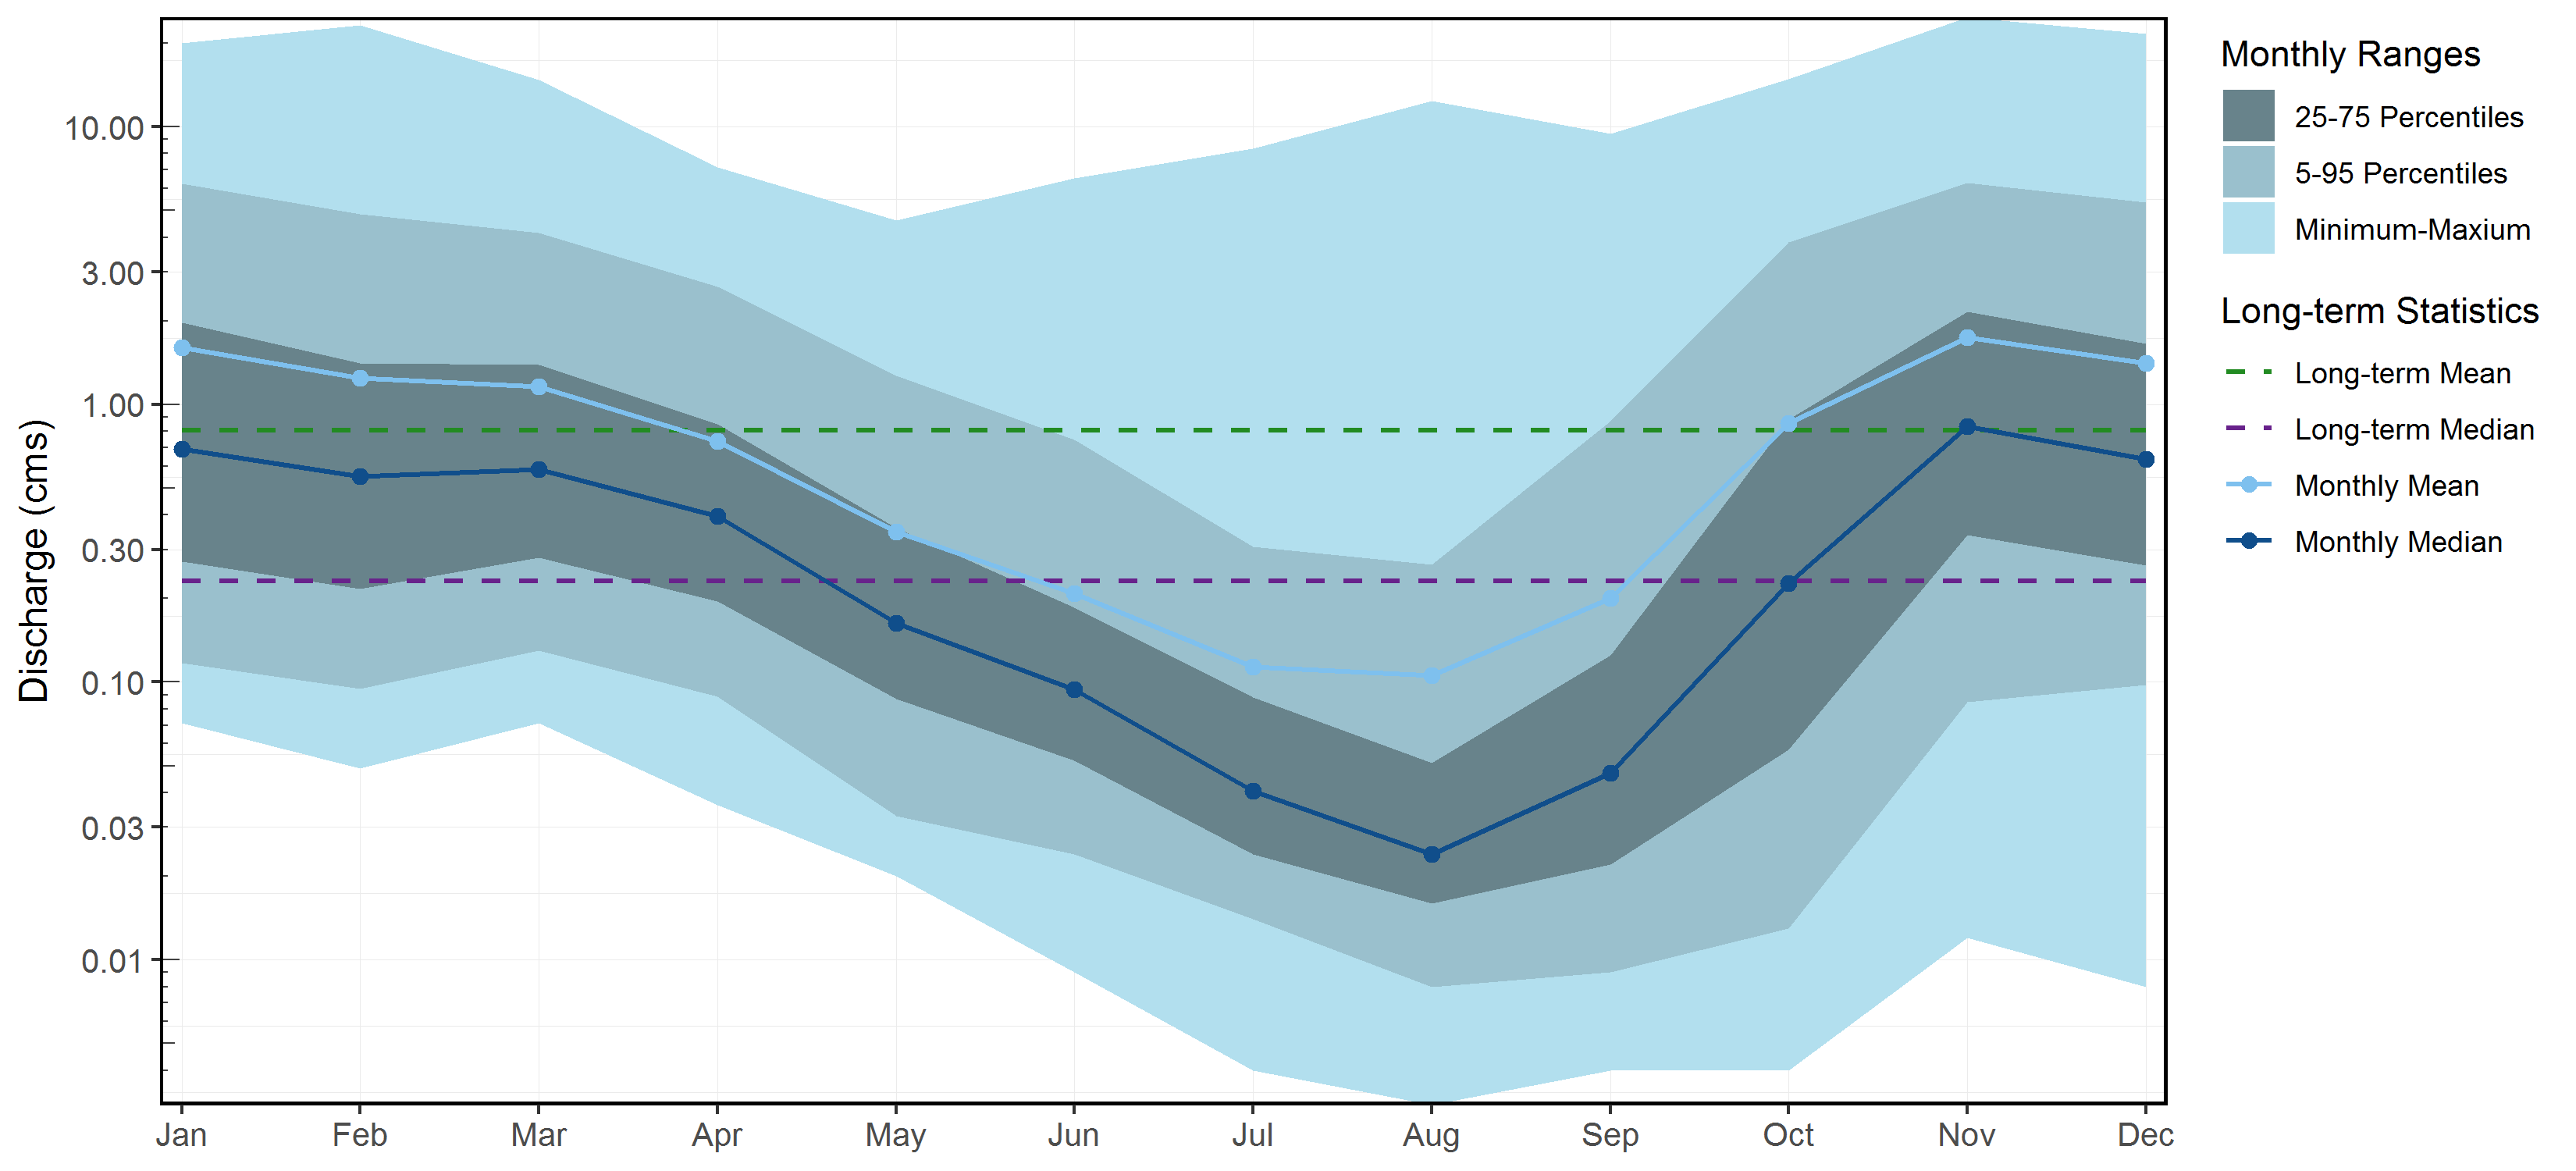 Discharge (cms)
10.00
3.00
1.00
0.30
0.10
0.03
0.01
Jan Feb Mar Apr May Jun Jul Aug Sep Oct Nov Dec
Monthly Ranges
25-75 Percentiles
5-95 Percentiles
Minimum-Maxium
Long-term Statistics
Long-term Mean
Long-term Median
Monthly Mean
Monthly Median